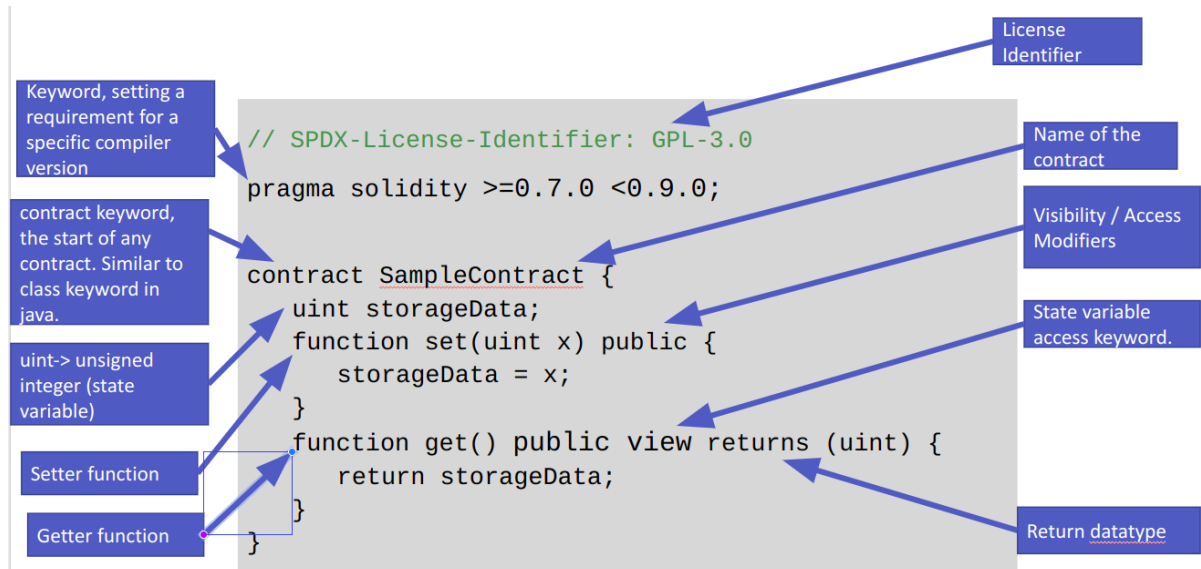 License
Identifier
Keyword, setting a
requirement for a
specific compiler
version
// SPDX-License-Identifier: GPL-3.0
pragma solidity >=0.7.0 <0.9.0;
Name of the
contract
contract keyword,
the start of any
contract. Similar to
class keyword in
java.
Visibility / Access
Modifiers
contract SampleContract {
uint storageData;
function set(uint x) public {
storageData = x;
}
State variable
access keyword.
uint-> unsigned
integer (state
variable)
function get() public view returns (uint) {
return storageData;
}
}
Setter function
Getter function
Return datatype